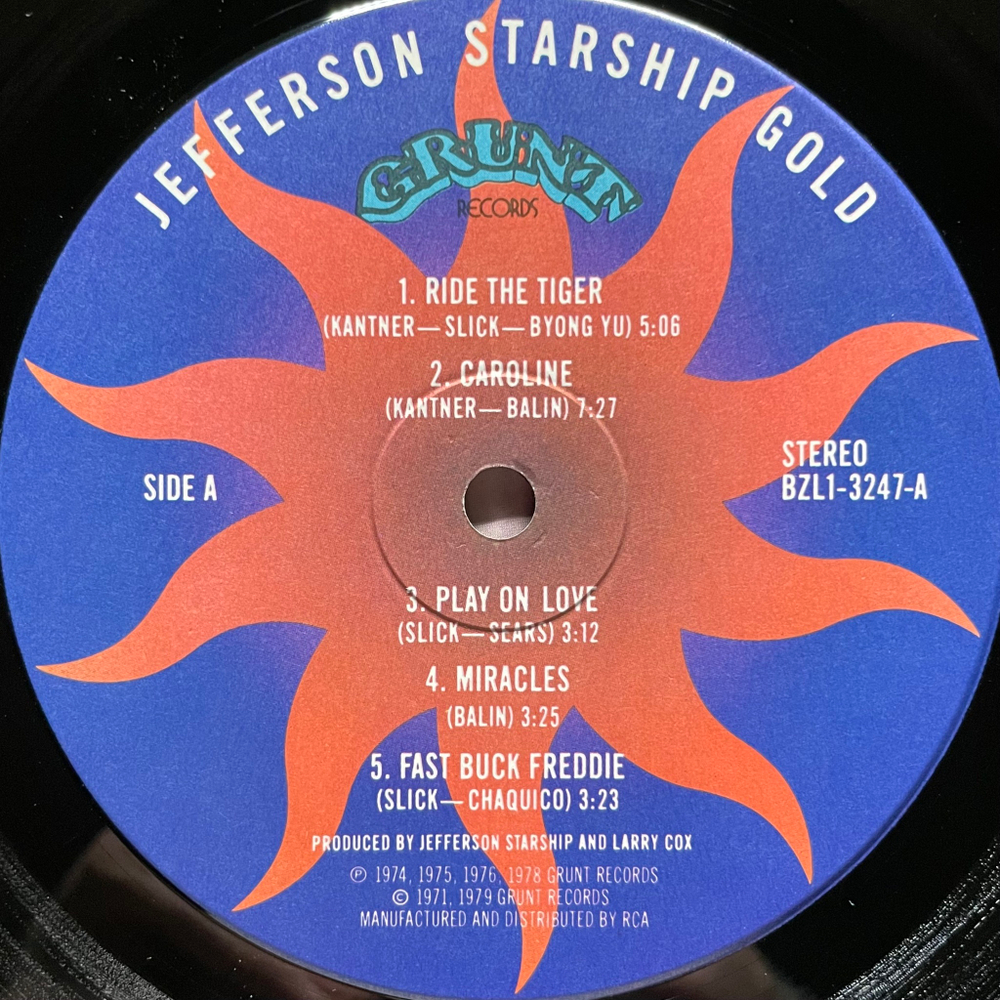 JEFFERSON STARSHIP GOLD
GRUNT
RECORDS
1. RIDE THE TIGER
(KANTNER—SLICK—BYONG YU) 5:06
2. CAROLINE
(KANTNER—BALIN) 7:27
SIDE A
STEREO
BZL1-3247-A
3. PLAY ON LOVE
(SLICK—SEARS) 3:12
4. MIRACLES
(BALIN) 3:25
5. FAST BUCK FREDDIE
(SLICK—CHAQUICO) 3:23
PRODUCED BY JEFFERSON STARSHIP AND LARRY COX
℗ 1974, 1975, 1976, 1978 GRUNT RECORDS
© 1971, 1979 GRUNT RECORDS
MANUFACTURED AND DISTRIBUTED BY RCA